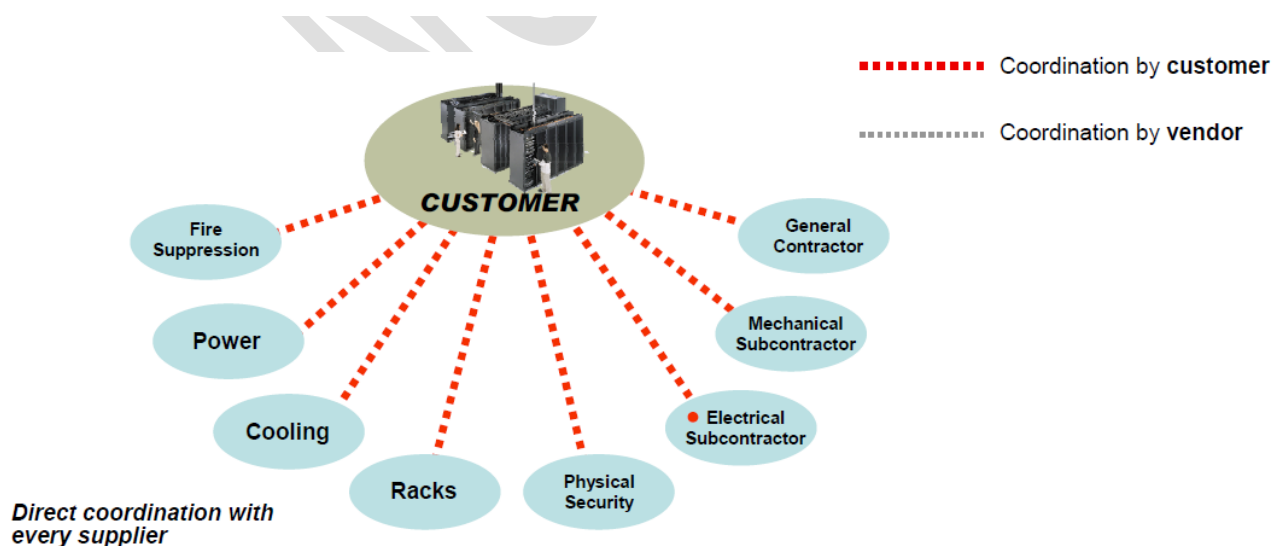 Coordination by customer
Coordination by vendor
CUSTOMER
Fire
Suppression
General
Contractor
Power
Mechanical
Subcontractor
Cooling
Electrical
Subcontractor
Racks
Physical
Security
Direct coordination with
every supplier